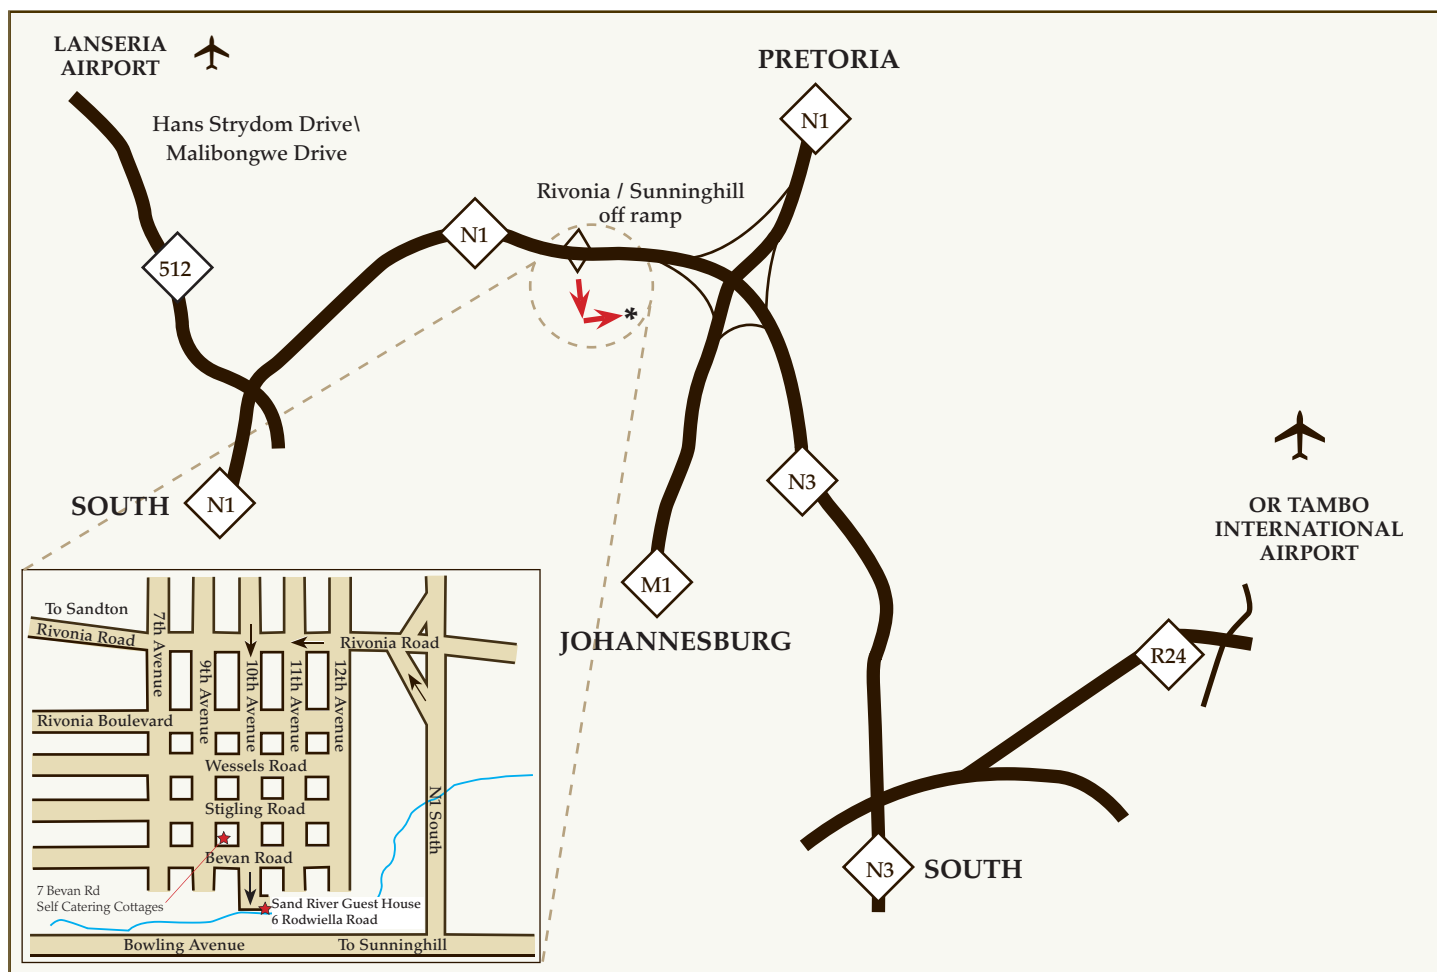 LANSERIA
AIRPORT
Hans Strydom Drive\
Malibongwe Drive
PRETORIA
N1
Rivonia / Sunninghill
off ramp
N1
512
*
SOUTH
N1
N3
M1
JOHANNESBURG
OR TAMBO
INTERNATIONAL
AIRPORT
R24
N3
SOUTH
To Sandton
Rivonia Road
7th Avenue
9th Avenue
10th Avenue
11th Avenue
12th Avenue
Rivonia Road
Rivonia Boulevard
Wessels Road
Stigling Road
Bevan Road
N1 South
7 Bevan Rd
Self Catering Cottages
Sand River Guest House
6 Rodwiella Road
Bowling Avenue
To Sunninghill